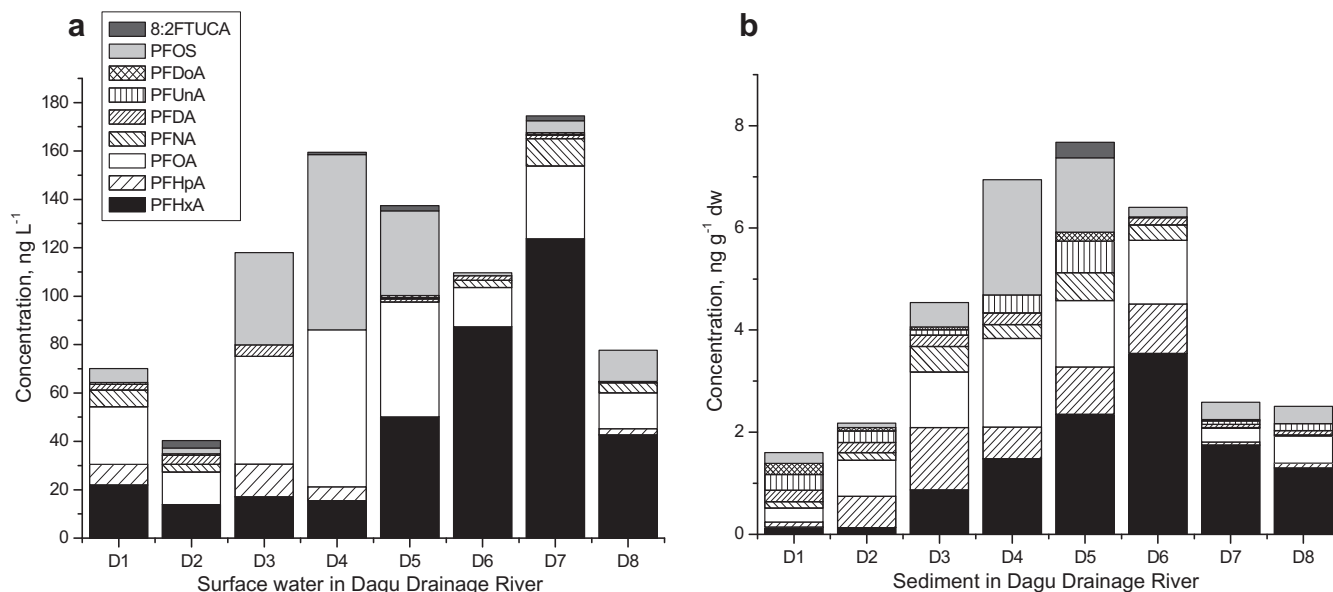 a
8:2FTUCA
PFOS
PFDoA
PFUnA
PFDA
PFNA
PFOA
PFHpA
PFHxA
Concentration, ng L⁻¹
180
160
140
120
100
80
60
40
20
0
D1 D2 D3 D4 D5 D6 D7 D8
Surface water in Dagu Drainage River
b
Concentration, ng g⁻¹ dw
8
6
4
2
0
D1 D2 D3 D4 D5 D6 D7 D8
Sediment in Dagu Drainage River